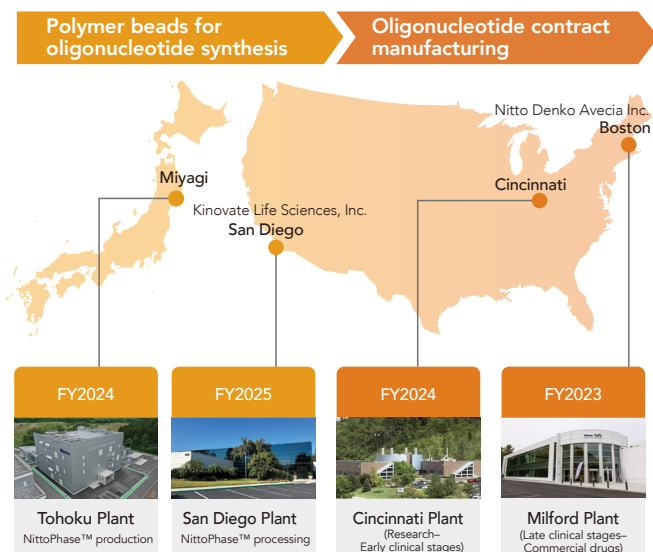 Polymer beads for
oligonucleotide synthesis
Oligonucleotide contract
manufacturing
Nitto Denko Avecia Inc.
Boston
Miyagi
Cincinnati
Kinovate Life Sciences, Inc.
San Diego
FY2024
FY2025
FY2024
FY2023
Tohoku Plant
NittoPhase™ production
San Diego Plant
NittoPhase™ processing
Cincinnati Plant
(Research–
Early clinical stages)
Milford Plant
(Late clinical stages–
Commercial drugs)